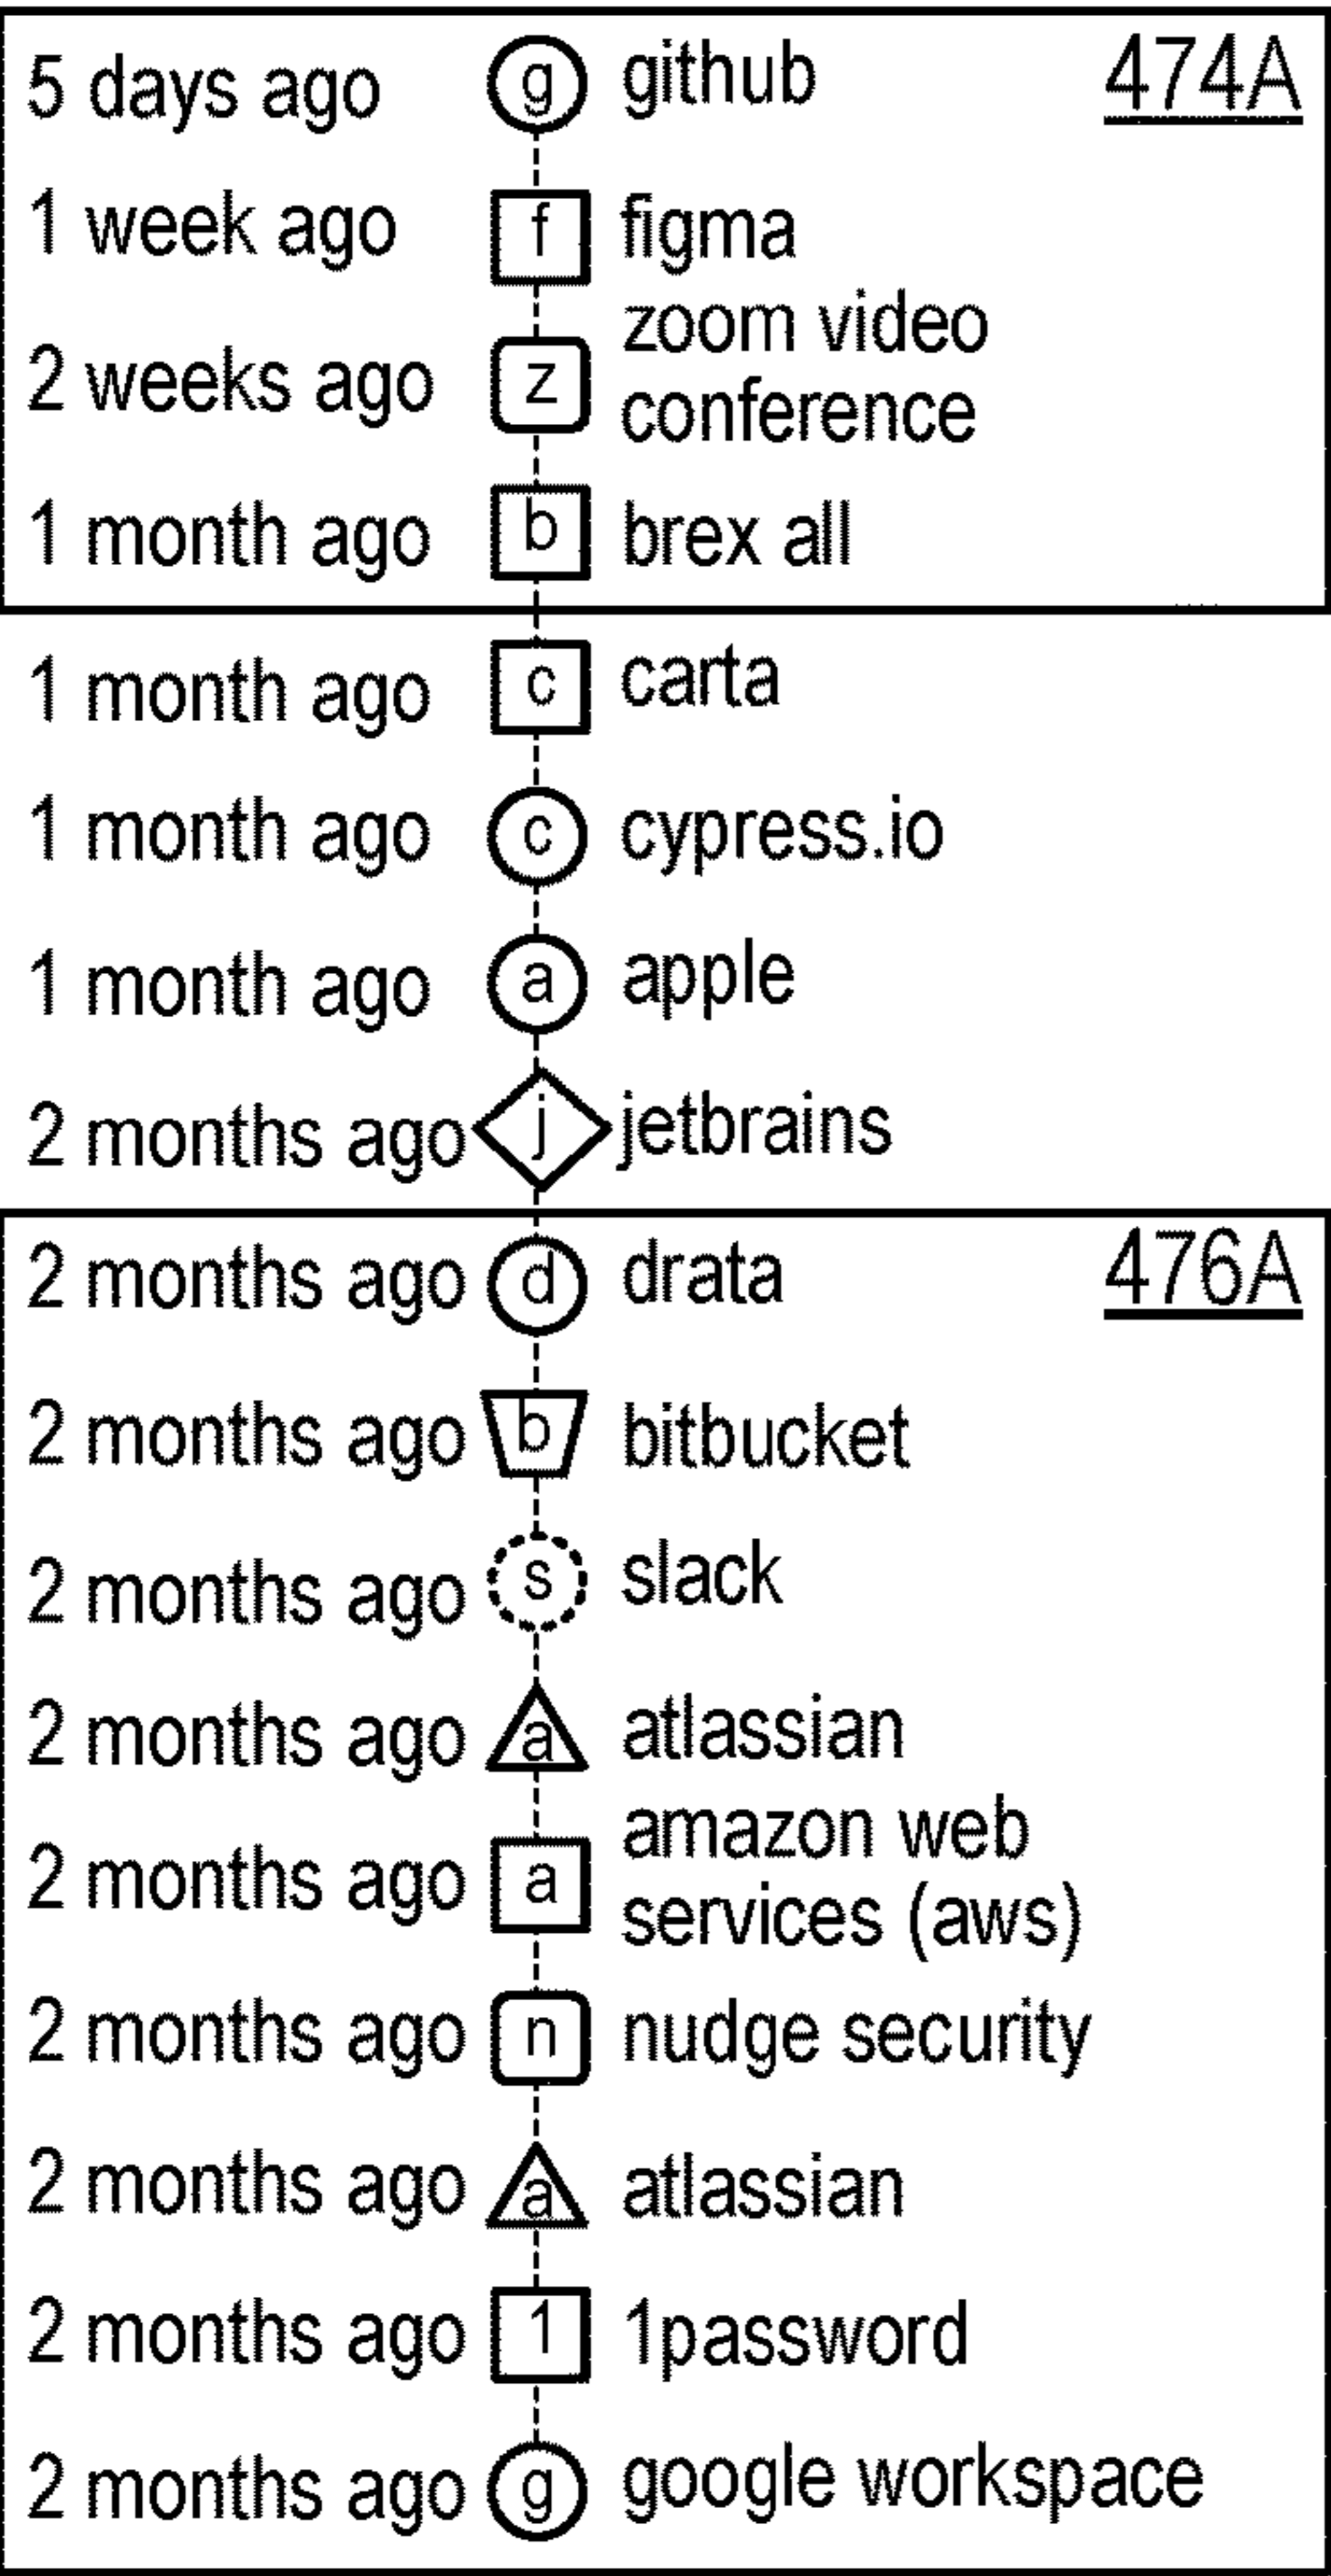 5 days ago g github 474A
1 week ago f figma
2 weeks ago z zoom video
conference
1 month ago b brex all
1 month ago c carta
1 month ago c cypress.io
1 month ago a apple
2 months ago j jetbrains
2 months ago d drata 476A
2 months ago b bitbucket
2 months ago s slack
2 months ago a atlassian
2 months ago a amazon web
services (aws)
2 months ago n nudge security
2 months ago a atlassian
2 months ago 1 1password
2 months ago g google workspace